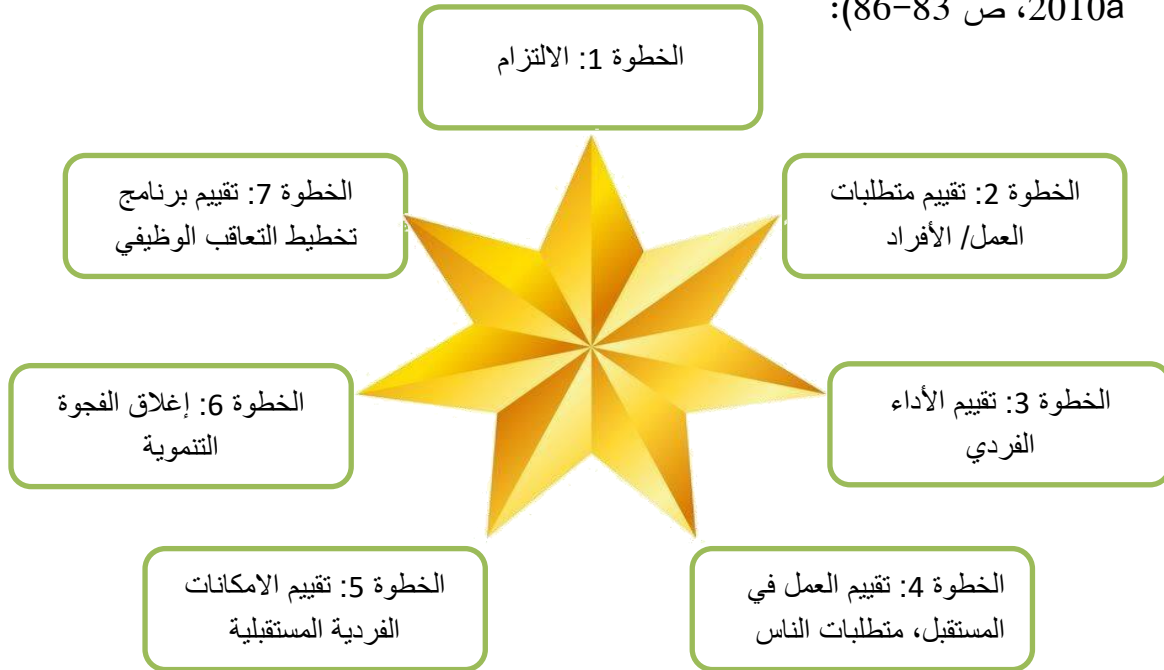 2010a، ص 83-86):
الخطوة 1: الالتزام
الخطوة 2: تقييم متطلبات
العمل/ الأفراد
الخطوة 3: تقييم الأداء
الفردي
الخطوة 4: تقييم العمل في
المستقبل، متطلبات الناس
الخطوة 5: تقييم الامكانات
الفردية المستقبلية
الخطوة 6: إغلاق الفجوة
التنموية
الخطوة 7: تقييم برنامج
تخطيط التعاقب الوظيفي